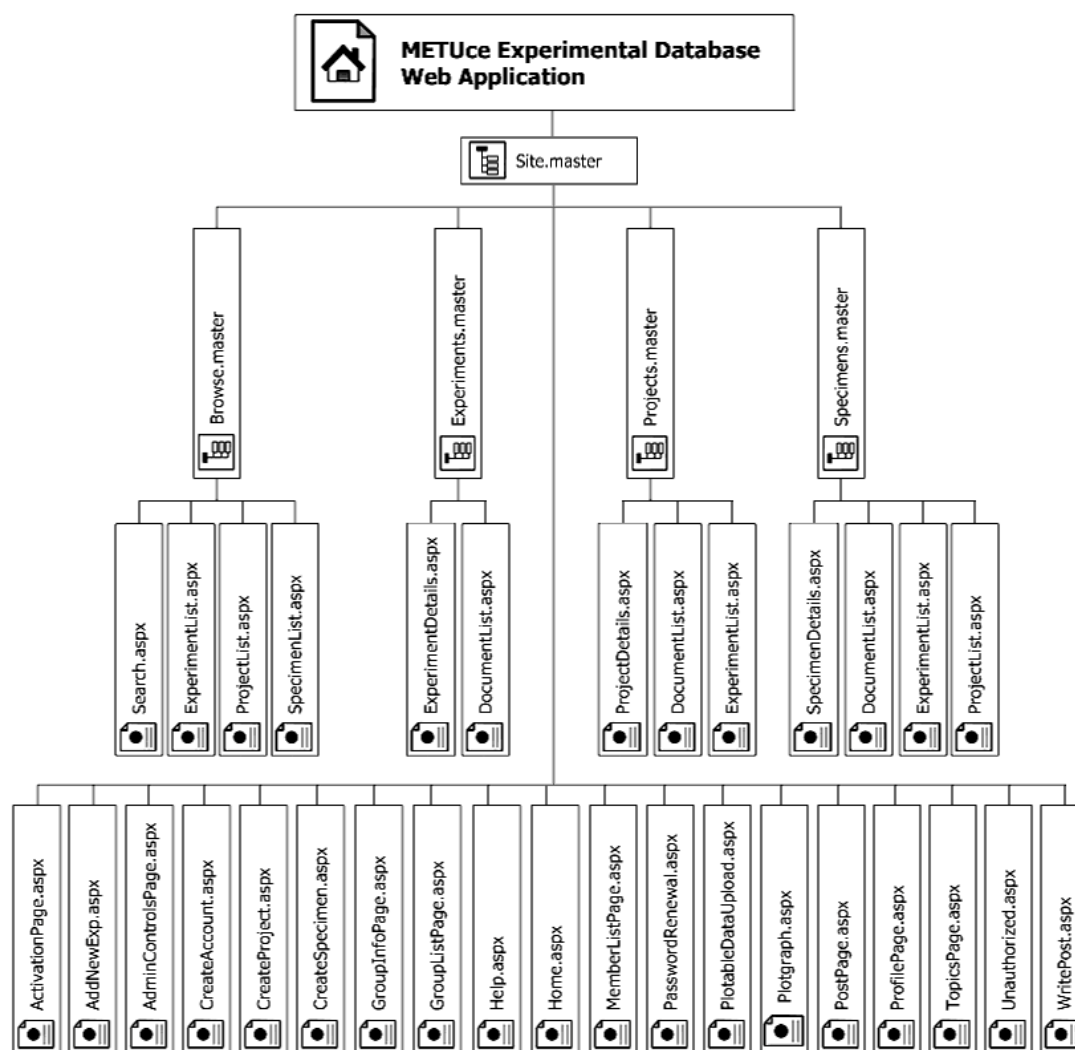 METUce Experimental Database
Web Application
Site.master
Browse.master
Experiments.master
Projects.master
Specimens.master
Search.aspx
ExperimentList.aspx
ProjectList.aspx
SpecimenList.aspx
ExperimentDetails.aspx
DocumentList.aspx
ProjectDetails.aspx
DocumentList.aspx
ExperimentList.aspx
SpecimenDetails.aspx
DocumentList.aspx
ExperimentList.aspx
ProjectList.aspx
ActivationPage.aspx
AddNewExp.aspx
AdminControlsPage.aspx
CreateAccount.aspx
CreateProject.aspx
CreateSpecimen.aspx
GroupInfoPage.aspx
GroupListPage.aspx
Help.aspx
Home.aspx
MemberListPage.aspx
PasswordRenewal.aspx
PlotableDataUpload.aspx
Plotgraph.aspx
PostPage.aspx
ProfilePage.aspx
TopicsPage.aspx
Unauthorized.aspx
WritePost.aspx